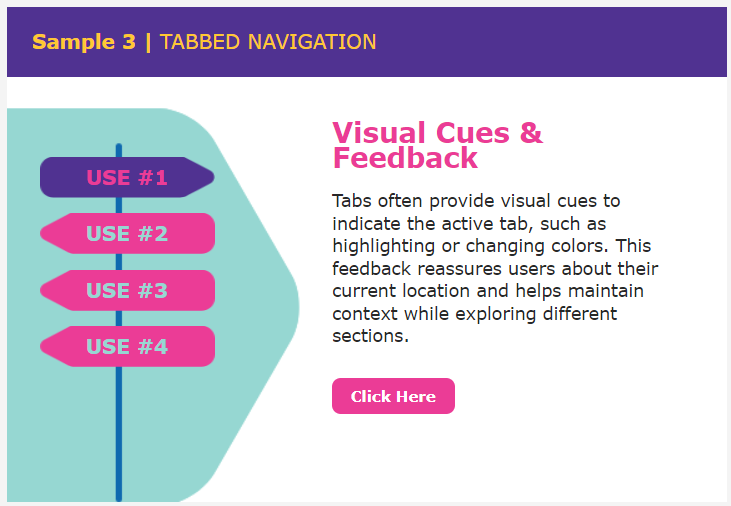 Sample 3 | TABBED NAVIGATION
USE #1
USE #2
USE #3
USE #4
Visual Cues &
Feedback
Tabs often provide visual cues to
indicate the active tab, such as
highlighting or changing colors. This
feedback reassures users about their
current location and helps maintain
context while exploring different
sections.
Click Here